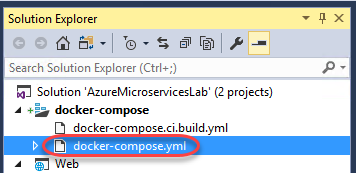 Solution Explorer
Search Solution Explorer (Ctrl+;)
Solution 'AzureMicroservicesLab' (2 projects)
docker-compose
docker-compose.ci.build.yml
docker-compose.yml
Web